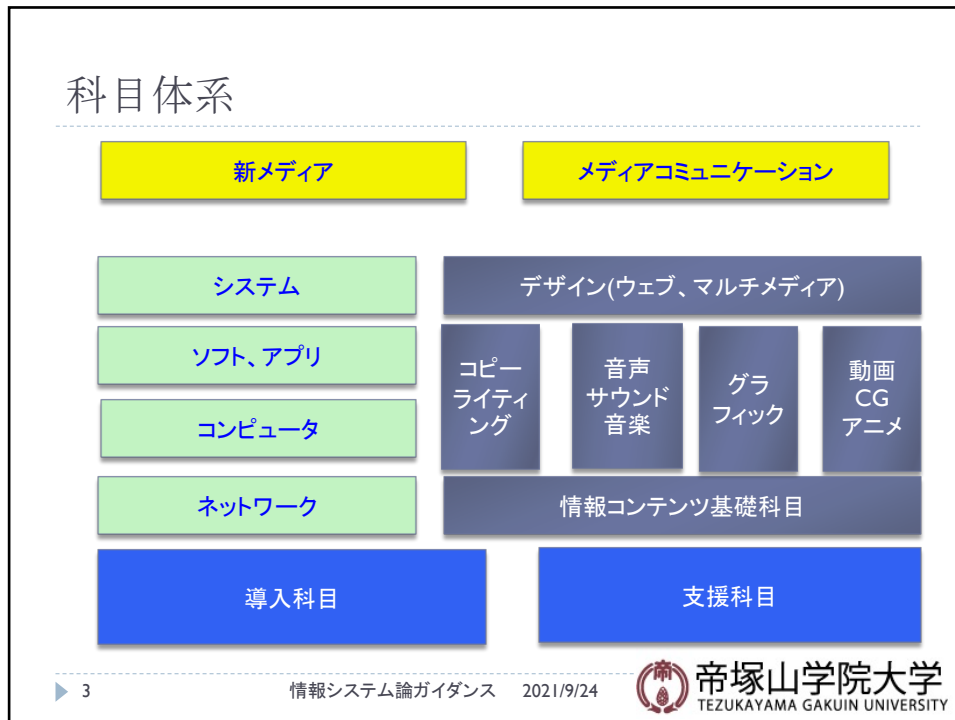 科目体系
新メディア
メディアコミュニケーション
システム
デザイン(ウェブ、マルチメディア)
ソフト、アプリ
コピー
ライティ
ング
音声
サウンド
音楽
グラ
フィック
動画
CG
アニメ
コンピュータ
ネットワーク
情報コンテンツ基礎科目
導入科目
支援科目
3
情報システム論ガイダンス
2021/9/24
帝
帝塚山学院大学
TEZUKAYAMA GAKUIN UNIVERSITY